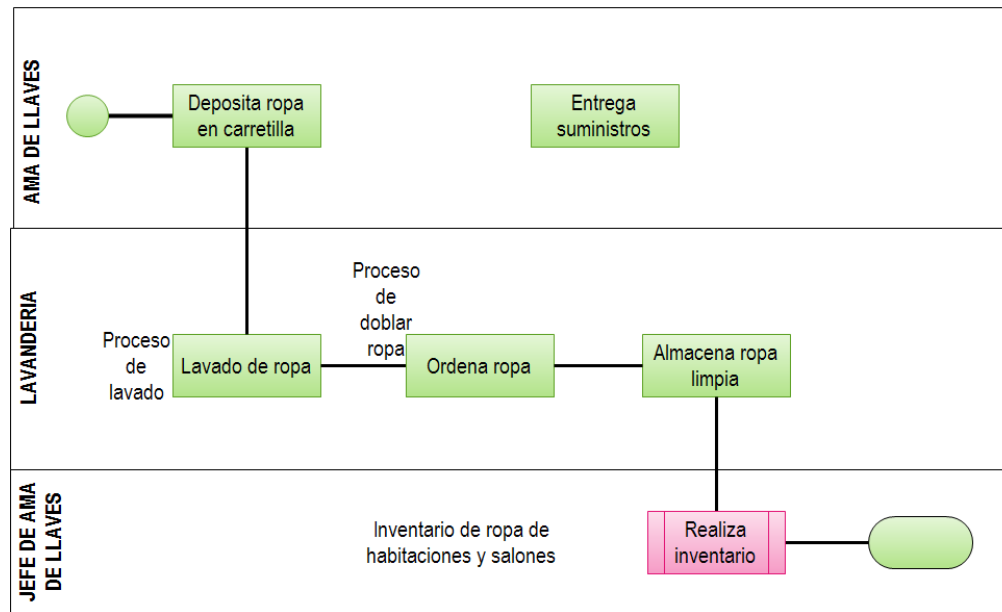 AMA DE LLAVES
Deposita ropa
en carretilla
Entrega
suministros
LAVANDERIA
Proceso
de
lavado
Lavado de ropa
Proceso
de
doblar
ropa
Ordena ropa
Almacena ropa
limpia
JEFE DE AMA
DE LLAVES
Inventario de ropa de
habitaciones y salones
Realiza
inventario